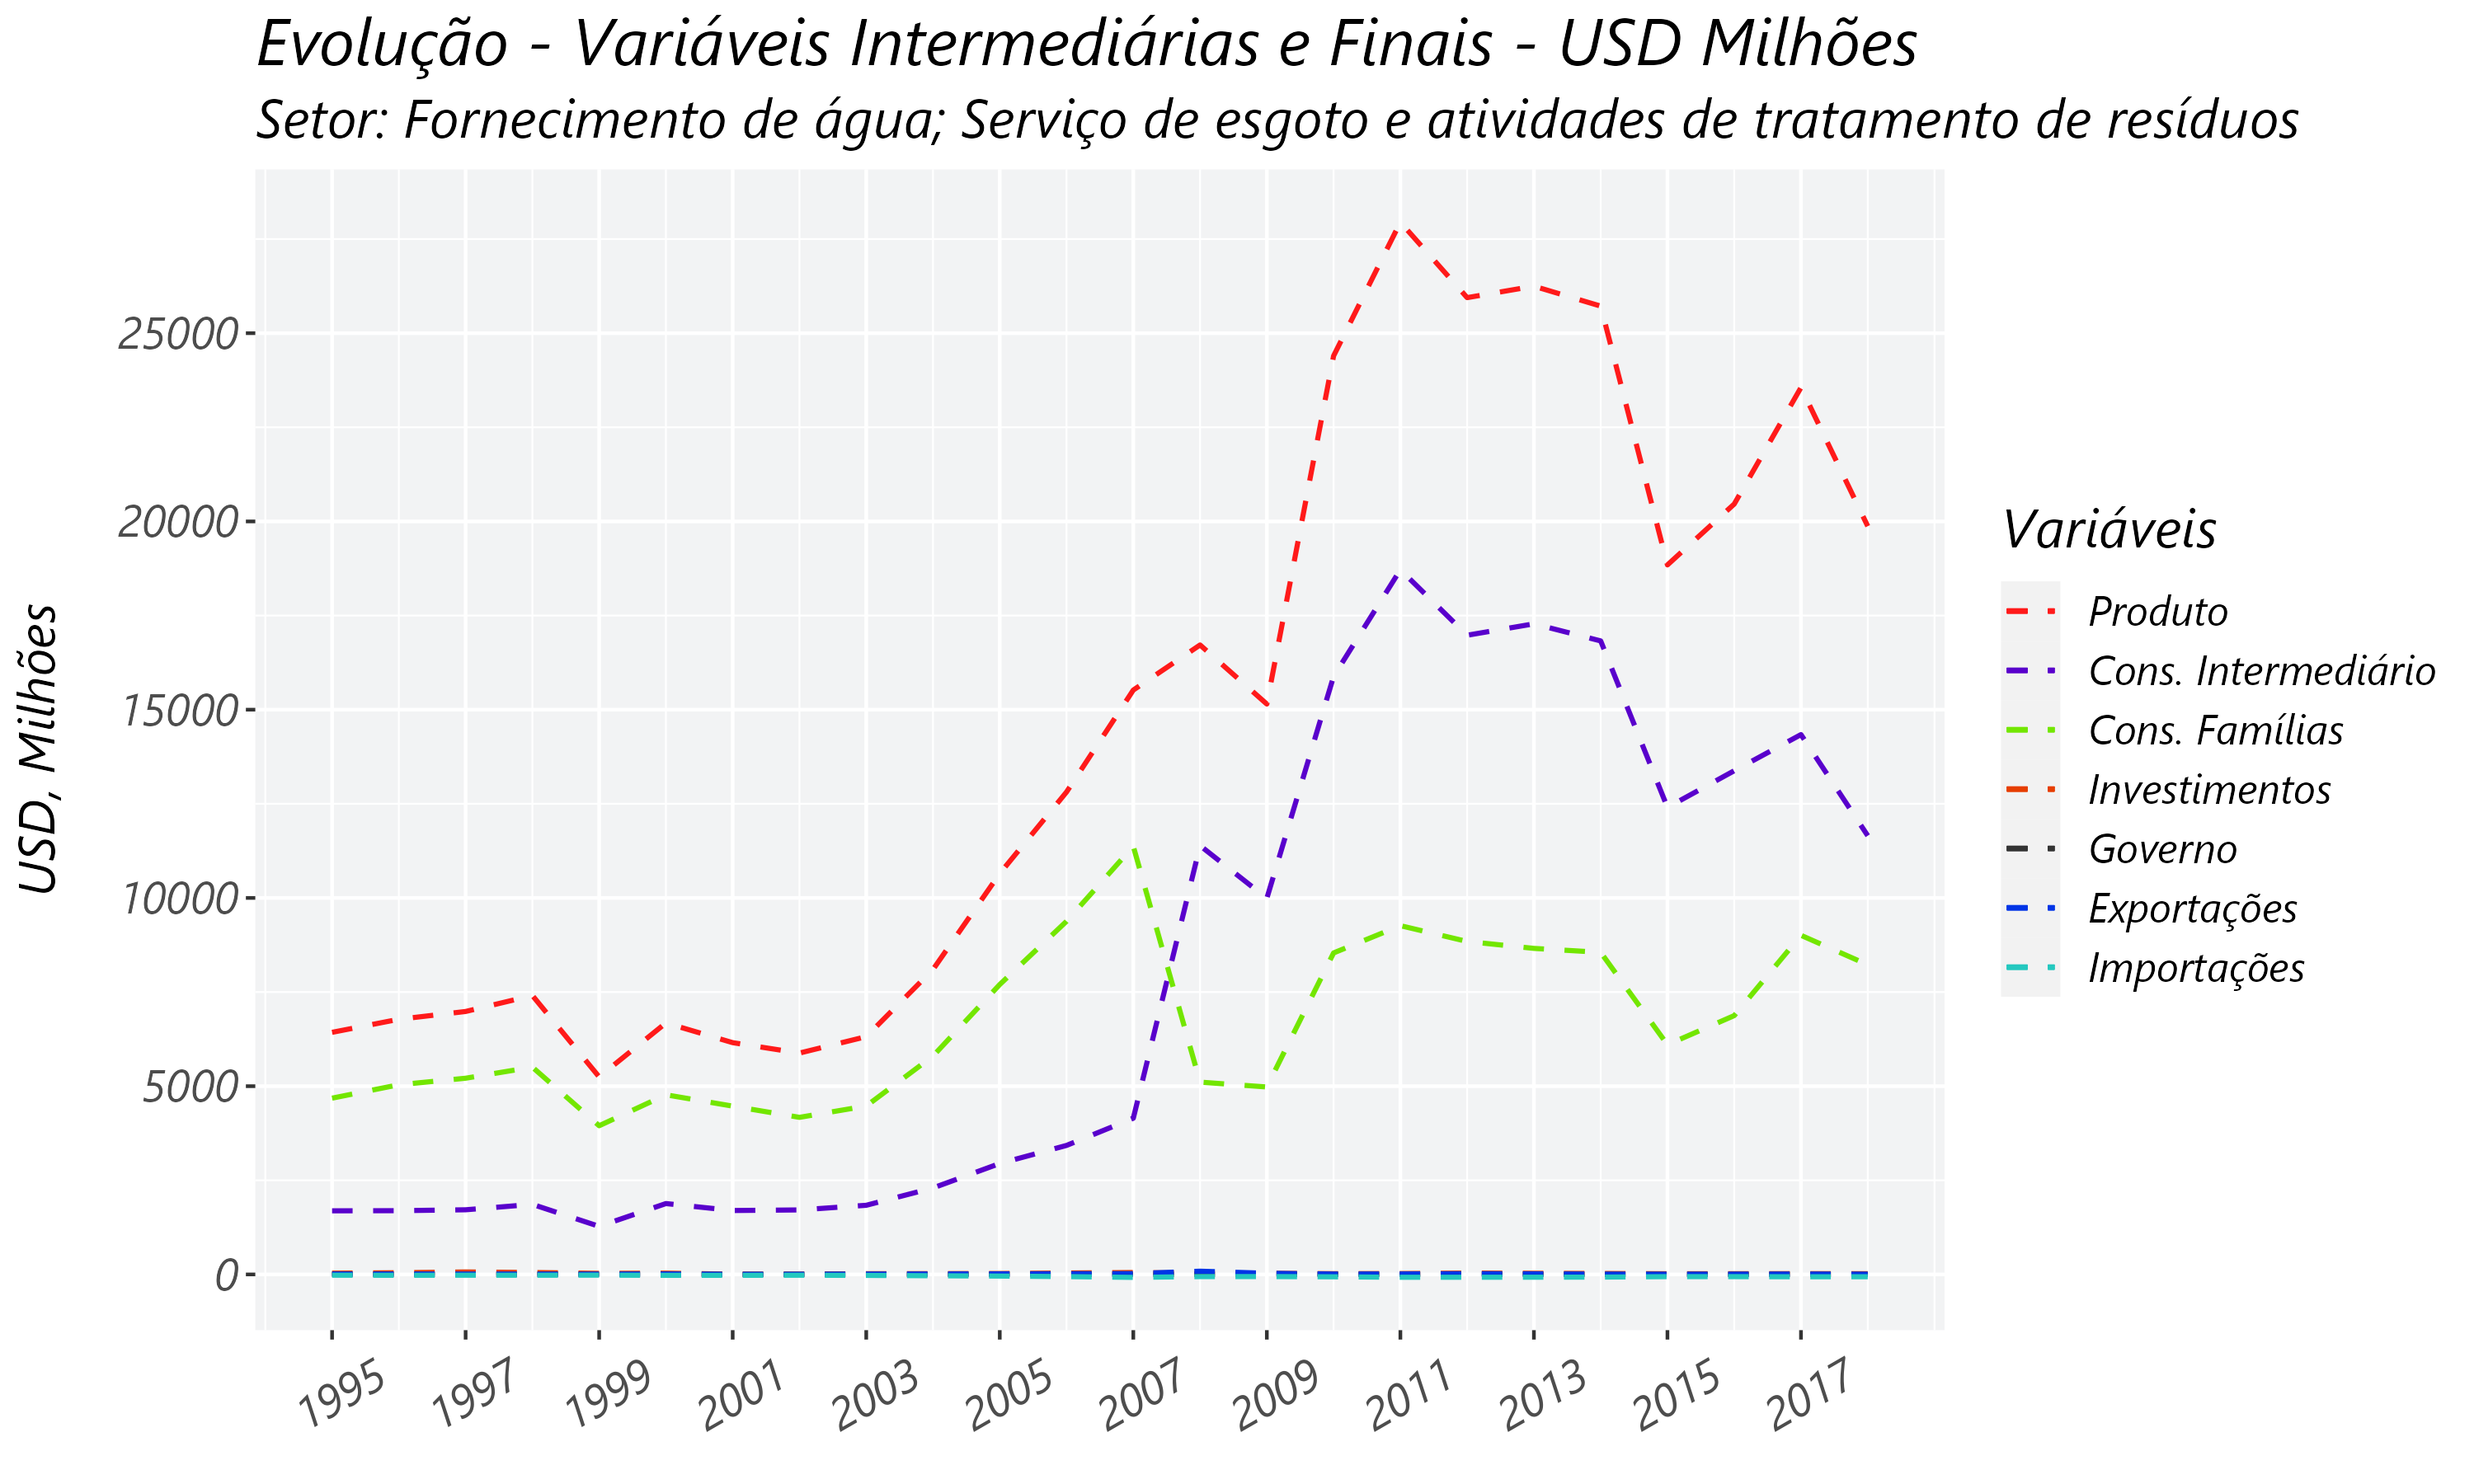 Evolução - Variáveis Intermediárias e Finais - USD Milhões
Setor: Fornecimento de água; Serviço de esgoto e atividades de tratamento de resíduos
USD, Milhões
25000
20000
15000
10000
5000
0
1995 1997 1999 2001 2003 2005 2007 2009 2011 2013 2015 2017
Variáveis
Produto
Cons. Intermediário
Cons. Famílias
Investimentos
Governo
Exportações
Importações